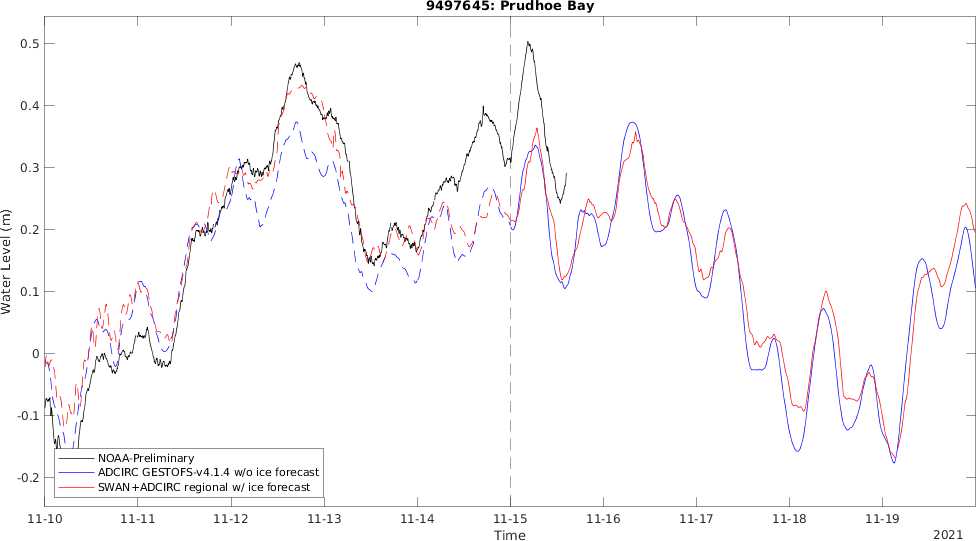 9497645: Prudhoe Bay
0.5
0.4
0.3
0.2
0.1
0
-0.1
-0.2
Water Level (m)
NOAA-Preliminary
ADCIRC GESTOFS-v4.1.4 w/o ice forecast
SWAN+ADCIRC regional w/ ice forecast
11-10 11-11 11-12 11-13 11-14 11-15 11-16 11-17 11-18 11-19
Time
2021